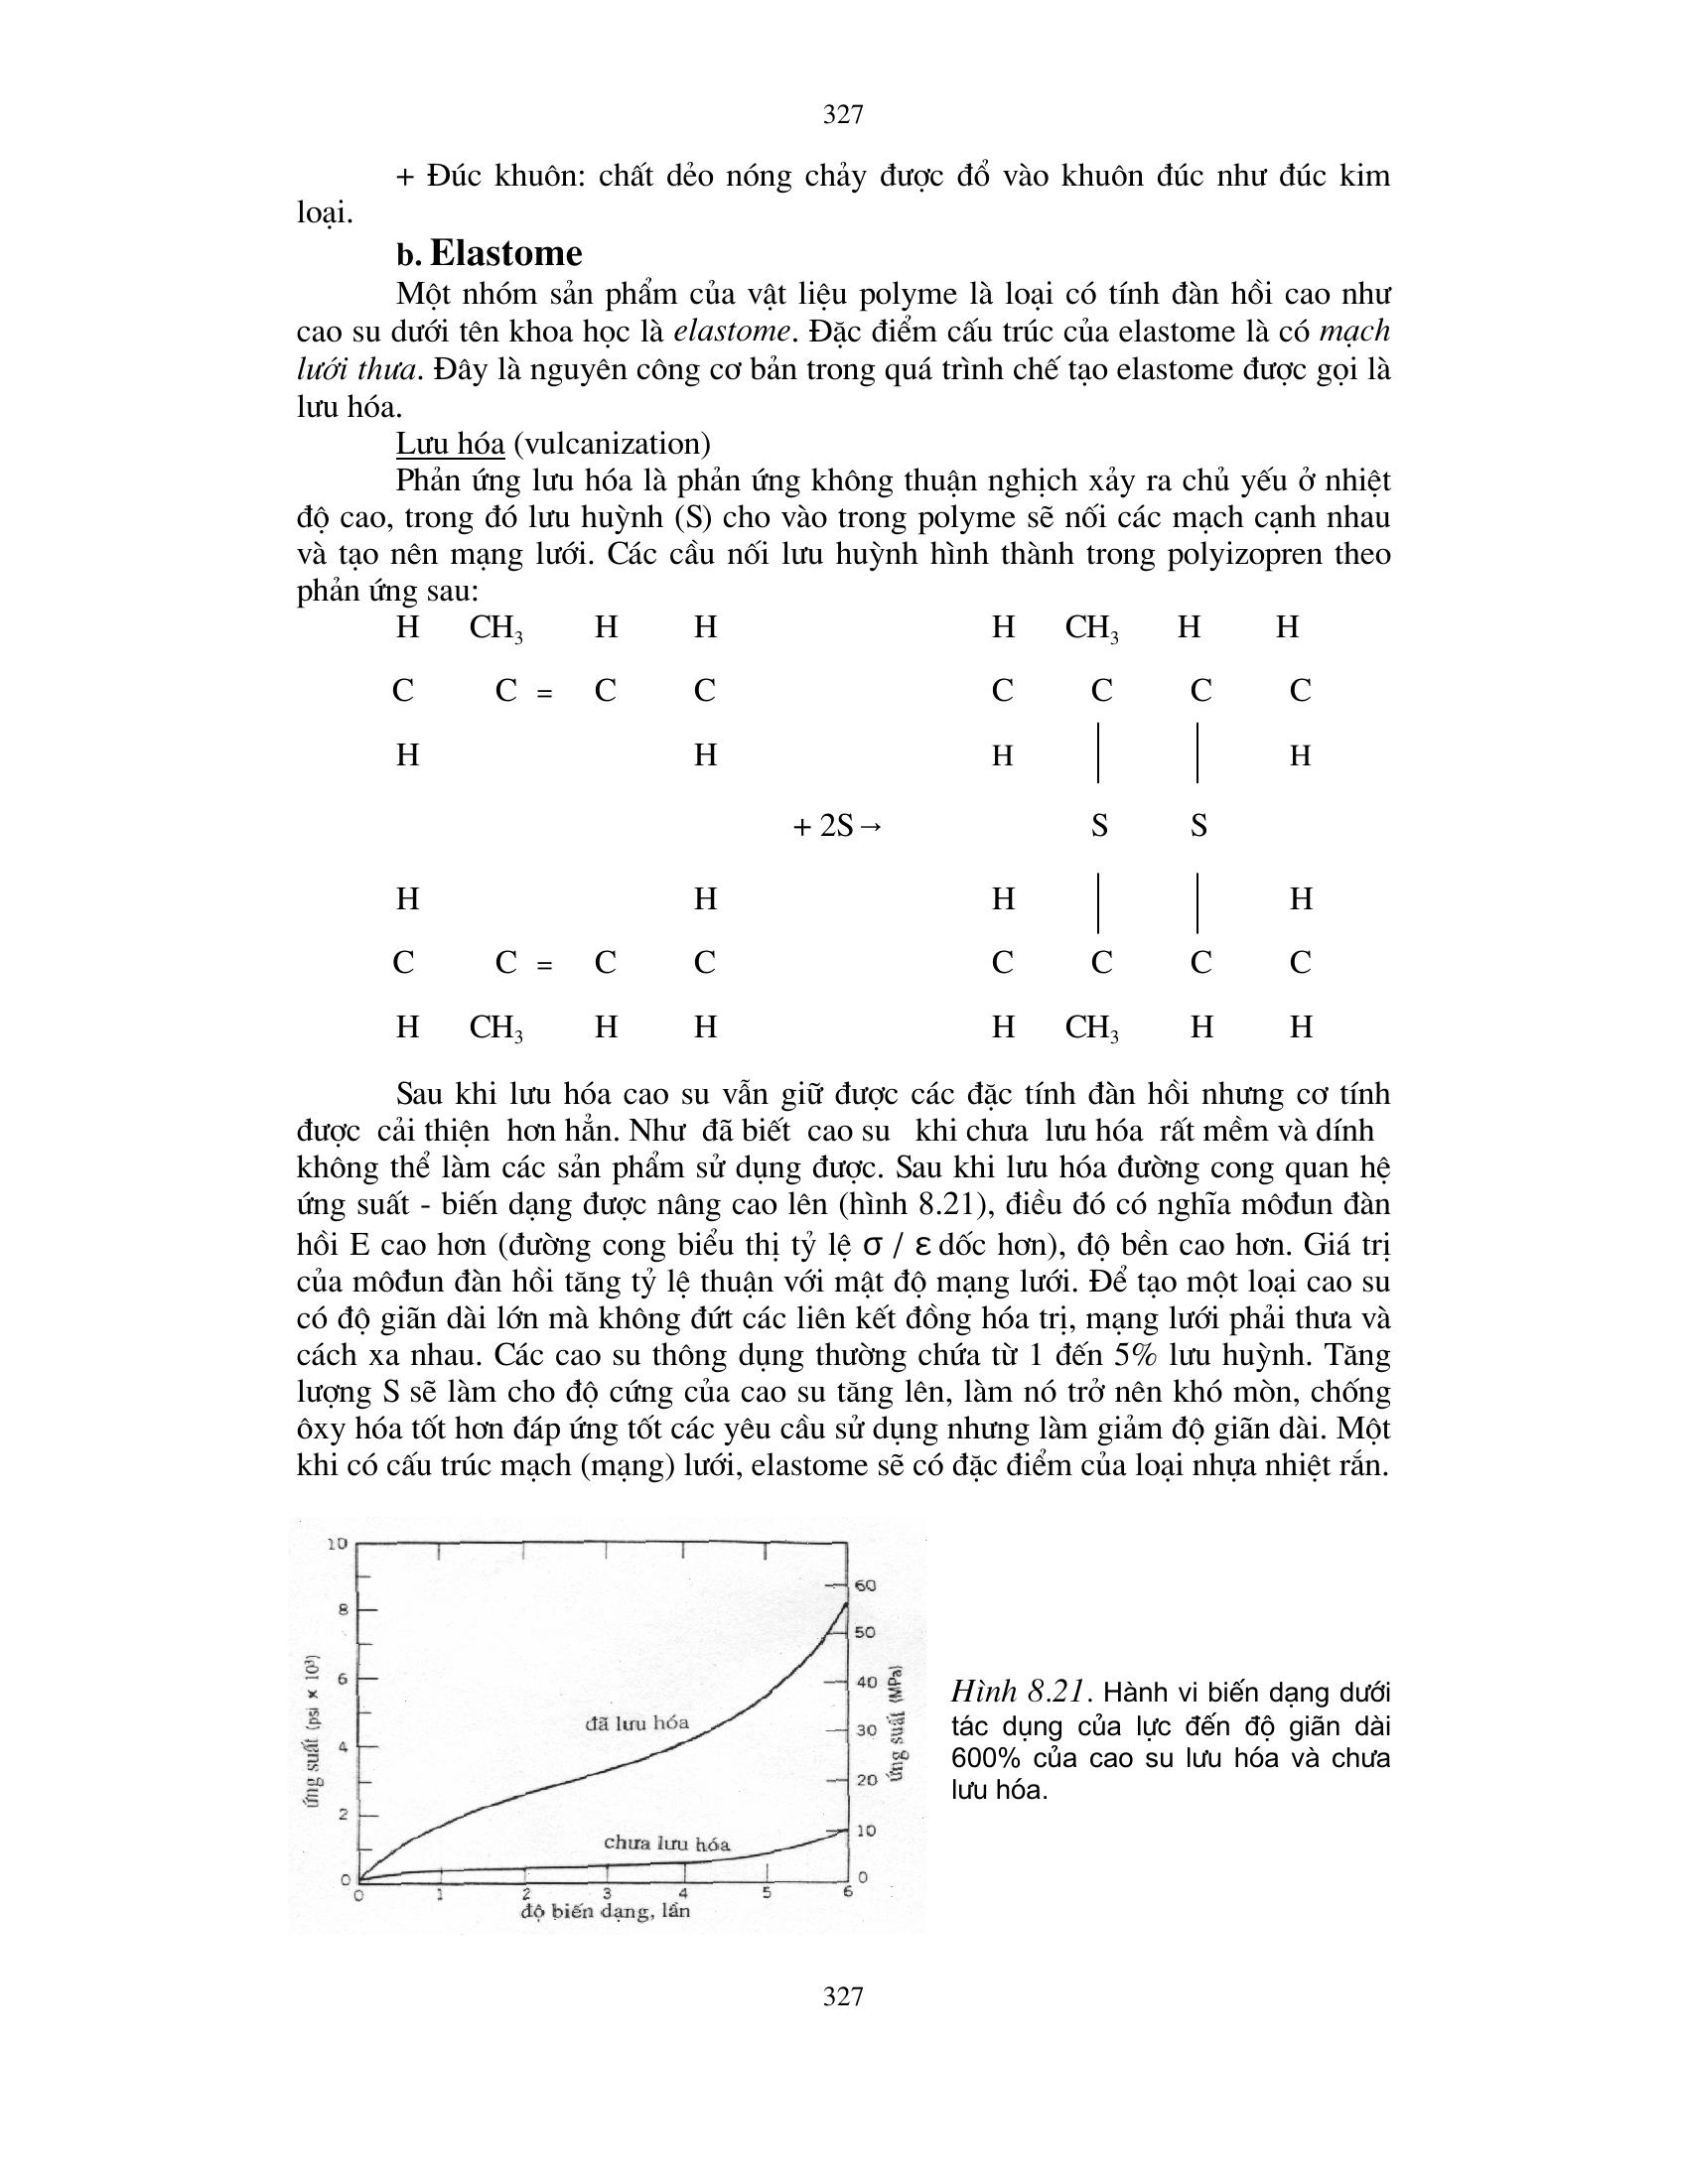 327
+ Đúc khuôn: chất dẻo nóng chảy được đổ vào khuôn đúc như đúc kim
loại.
b. Elastome
Một nhóm sản phẩm của vật liệu polyme là loại có tính đàn hồi cao như
cao su dưới tên khoa học là elastome. Đặc điểm cấu trúc của elastome là có mạch
lưới thưa. Đây là nguyên công cơ bản trong quá trình chế tạo elastome được gọi là
lưu hóa.
Lưu hóa (vulcanization)
Phản ứng lưu hóa là phản ứng không thuận nghịch xảy ra chủ yếu ở nhiệt
độ cao, trong đó lưu huỳnh (S) cho vào trong polyme sẽ nối các mạch cạnh nhau
và tạo nên mạng lưới. Các cầu nối lưu huỳnh hình thành trong polyizopren theo
phản ứng sau:
H CH₃ H H H CH₃ H H
C C = C C C C C C
H H H | | H
+ 2S→ S S
H H H | | H
C C = C C C C C C
H CH₃ H H H CH₃ H H
Sau khi lưu hóa cao su vẫn giữ được các đặc tính đàn hồi nhưng cơ tính
được cải thiện hơn hẳn. Như đã biết cao su khi chưa lưu hóa rất mềm và dính
không thể làm các sản phẩm sử dụng được. Sau khi lưu hóa đường cong quan hệ
ứng suất - biến dạng được nâng cao lên (hình 8.21), điều đó có nghĩa môđun đàn
hồi E cao hơn (đường cong biểu thị tỷ lệ σ / ε dốc hơn), độ bền cao hơn. Giá trị
của môđun đàn hồi tăng tỷ lệ thuận với mật độ mạng lưới. Để tạo một loại cao su
có độ giãn dài lớn mà không đứt các liên kết đồng hóa trị, mạng lưới phải thưa và
cách xa nhau. Các cao su thông dụng thường chứa từ 1 đến 5% lưu huỳnh. Tăng
lượng S sẽ làm cho độ cứng của cao su tăng lên, làm nó trở nên khó mòn, chống
ôxy hóa tốt hơn đáp ứng tốt các yêu cầu sử dụng nhưng làm giảm độ giãn dài. Một
khi có cấu trúc mạch (mạng) lưới, elastome sẽ có đặc điểm của loại nhựa nhiệt rắn.
10
8
6
4
2
0
ứng suất (psi × 10³)
0 1 2 3 4 5 6
độ biến dạng, lần
đã lưu hóa
chưa lưu hóa
60
50
40
30
20
10
0
ứng suất (MPa)
Hình 8.21. Hành vi biến dạng dưới
tác dụng của lực đến độ giãn dài
600% của cao su lưu hóa và chưa
lưu hóa.
327